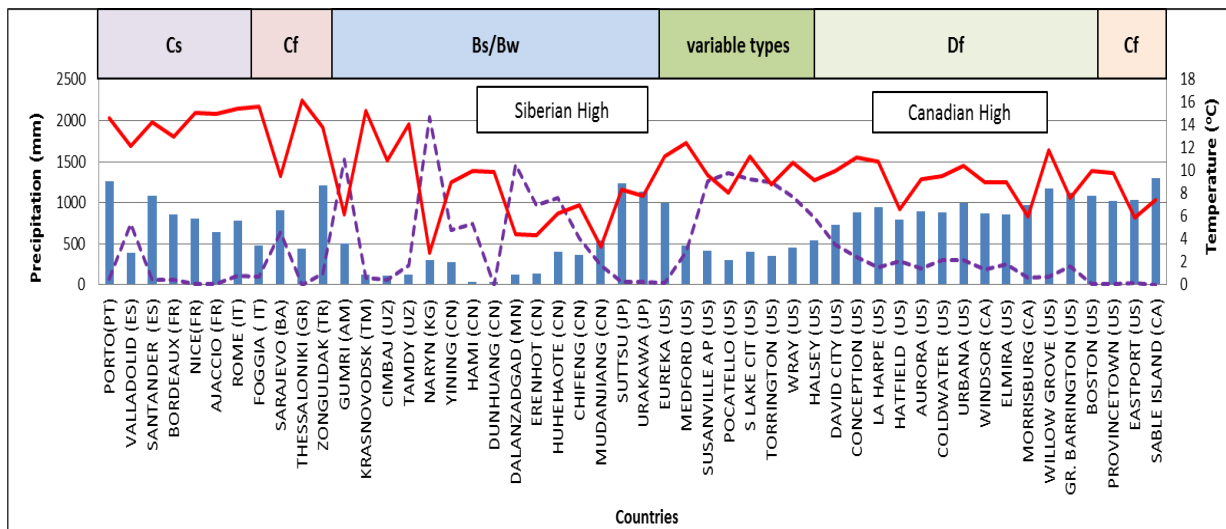 Cs Cf Bs/Bw variable types Df Cf
Siberian High
Canadian High
Precipitation (mm)
2500
2000
1500
1000
500
0
Temperature (°C)
18
16
14
12
10
8
6
4
2
0
PORTO(PT)
VALLADOLID (ES)
SANTANDER (ES)
BORDEAUX (FR)
NICE(FR)
AJACCIO (FR)
ROME (IT)
FOGGIA ( IT)
SARAJEVO (BA)
THESSALONIKI (GR)
ZONGULDAK (TR)
GUMRI (AM)
KRASNOVODSK (TM)
CIMBAJ (UZ)
TAMDY (UZ)
NARYN (KG)
YINING (CN)
HAMI (CN)
DUNHUANG (CN)
DALANZADGAD (MN)
ERENHOT (CN)
HUHEHAOTE (CN)
CHIFENG (CN)
MUDANJIANG (CN)
SUTTSU (JP)
URAKAWA (JP)
EUREKA (US)
MEDFORD (US)
SUSANVILLE AP (US)
POCATELLO (US)
S LAKE CIT (US)
TORRINGTON (US)
WRAY (US)
HALSEY (US)
DAVID CITY (US)
CONCEPTION (US)
LA HARPE (US)
HATFIELD (US)
AURORA (US)
COLDWATER (US)
URBANA (US)
WINDSOR (CA)
ELMIRA (US)
MORRISBURG (CA)
WILLOW GROVE (US)
GR. BARRINGTON (US)
BOSTON (US)
PROVINCETOWN (US)
EASTPORT (US)
SABLE ISLAND (CA)
Countries